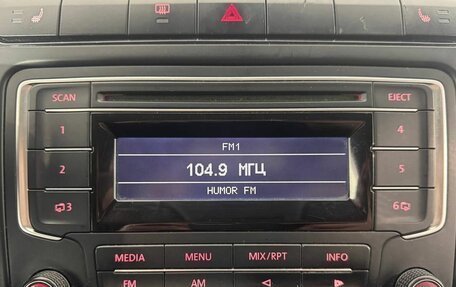 SCAN
EJECT
1
FM1
4
2
104.9 МГЦ
5
HUMOR FM
3
6
MEDIA
MENU
MIX/RPT
INFO
FM
AM